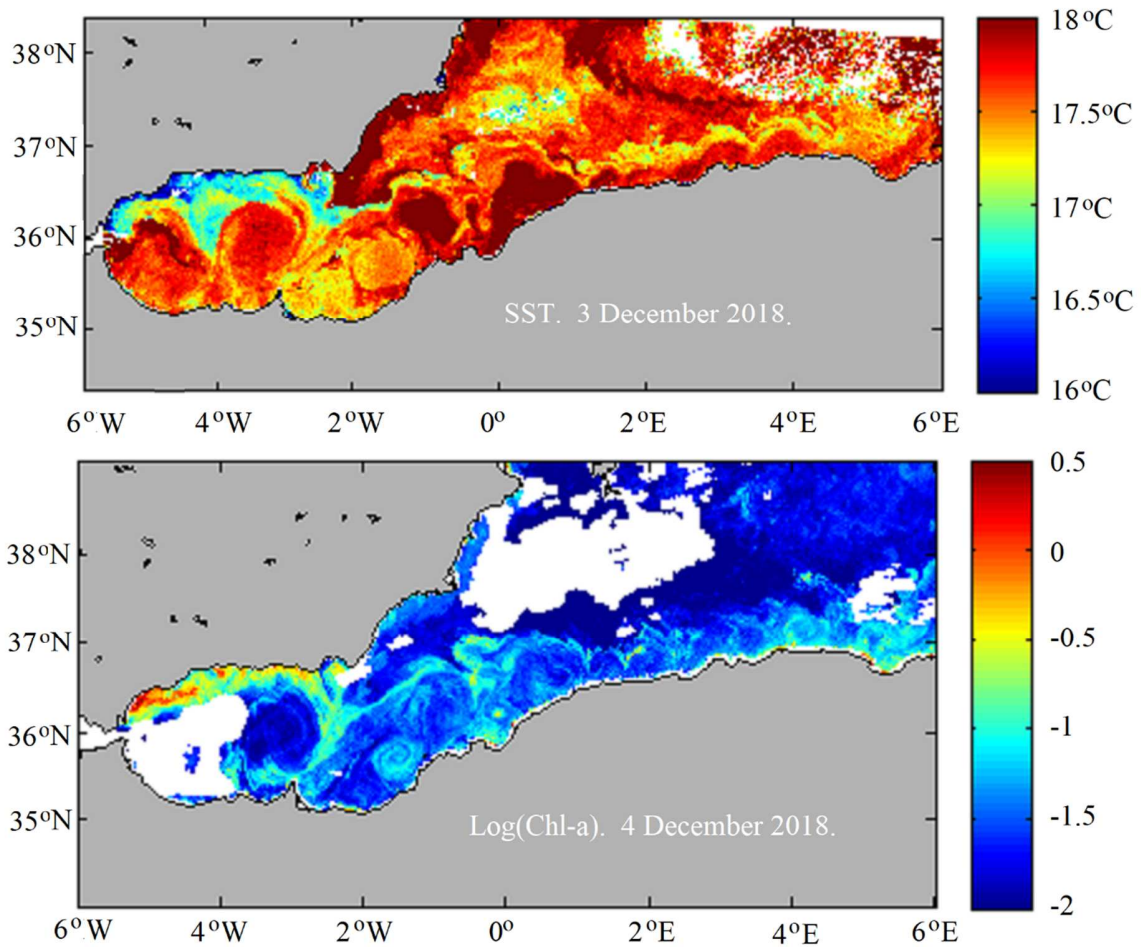 18°C
38°N
17.5°C
37°N
17°C
36°N
16.5°C
35°N
SST. 3 December 2018.
16°C
6°W 4°W 2°W 0° 2°E 4°E 6°E
0.5
38°N
0
-0.5
37°N
-1
36°N
-1.5
35°N
Log(Chl-a). 4 December 2018.
-2
6°W 4°W 2°W 0° 2°E 4°E 6°E